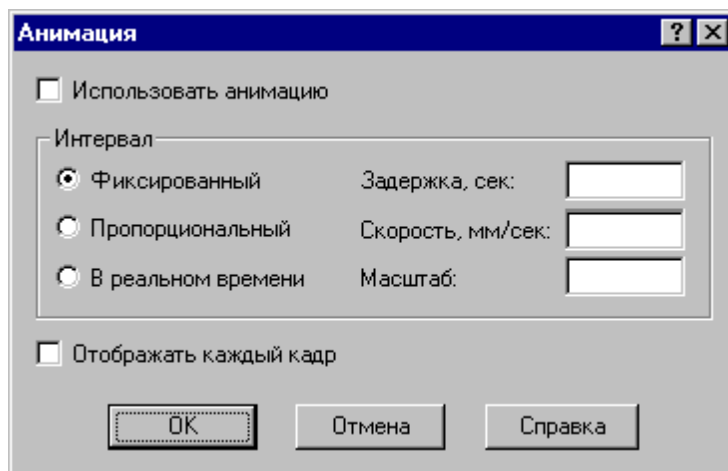 Анимация
Использовать анимацию
Интервал
Фиксированный Задержка, сек:
Пропорциональный Скорость, мм/сек:
В реальном времени Масштаб:
Отображать каждый кадр
OK Отмена Справка